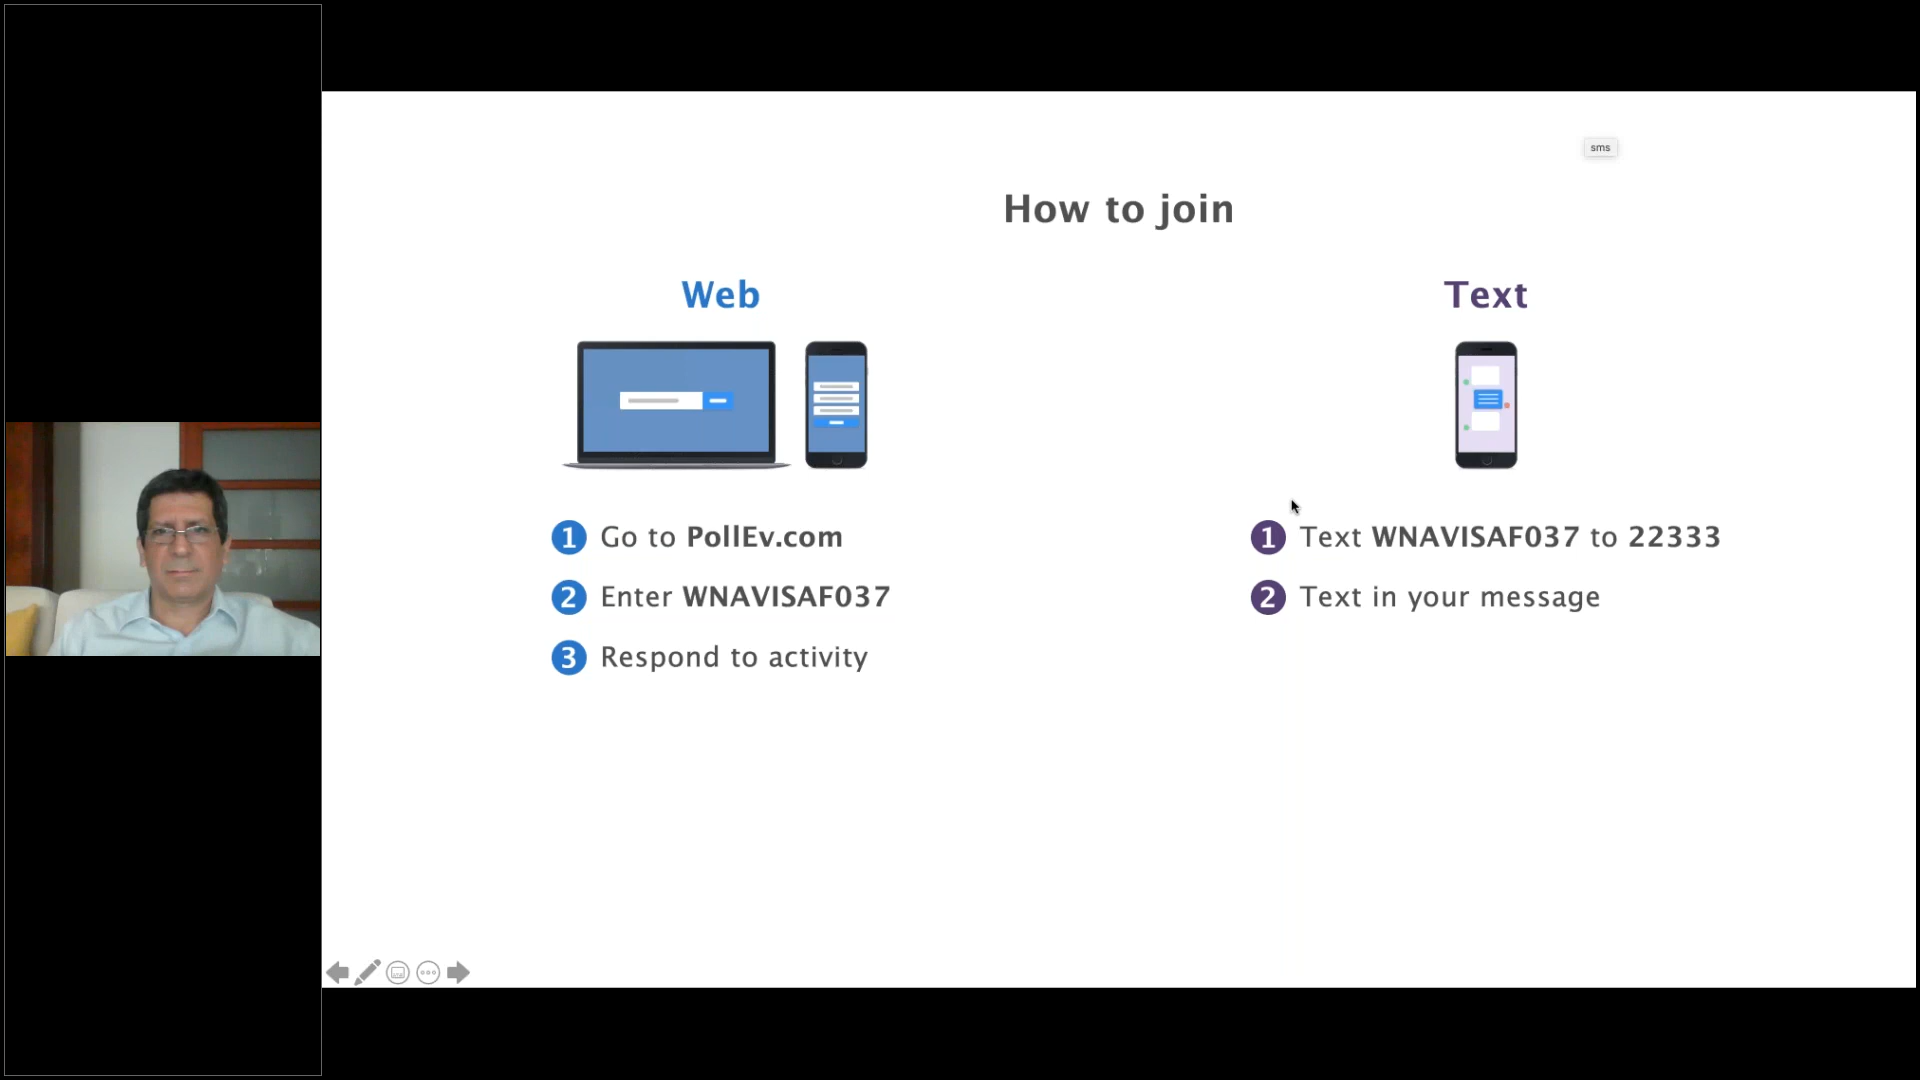 sms
How to join
Web
1 Go to PollEv.com
2 Enter WNAVISAF037
3 Respond to activity
Text
1 Text WNAVISAF037 to 22333
2 Text in your message